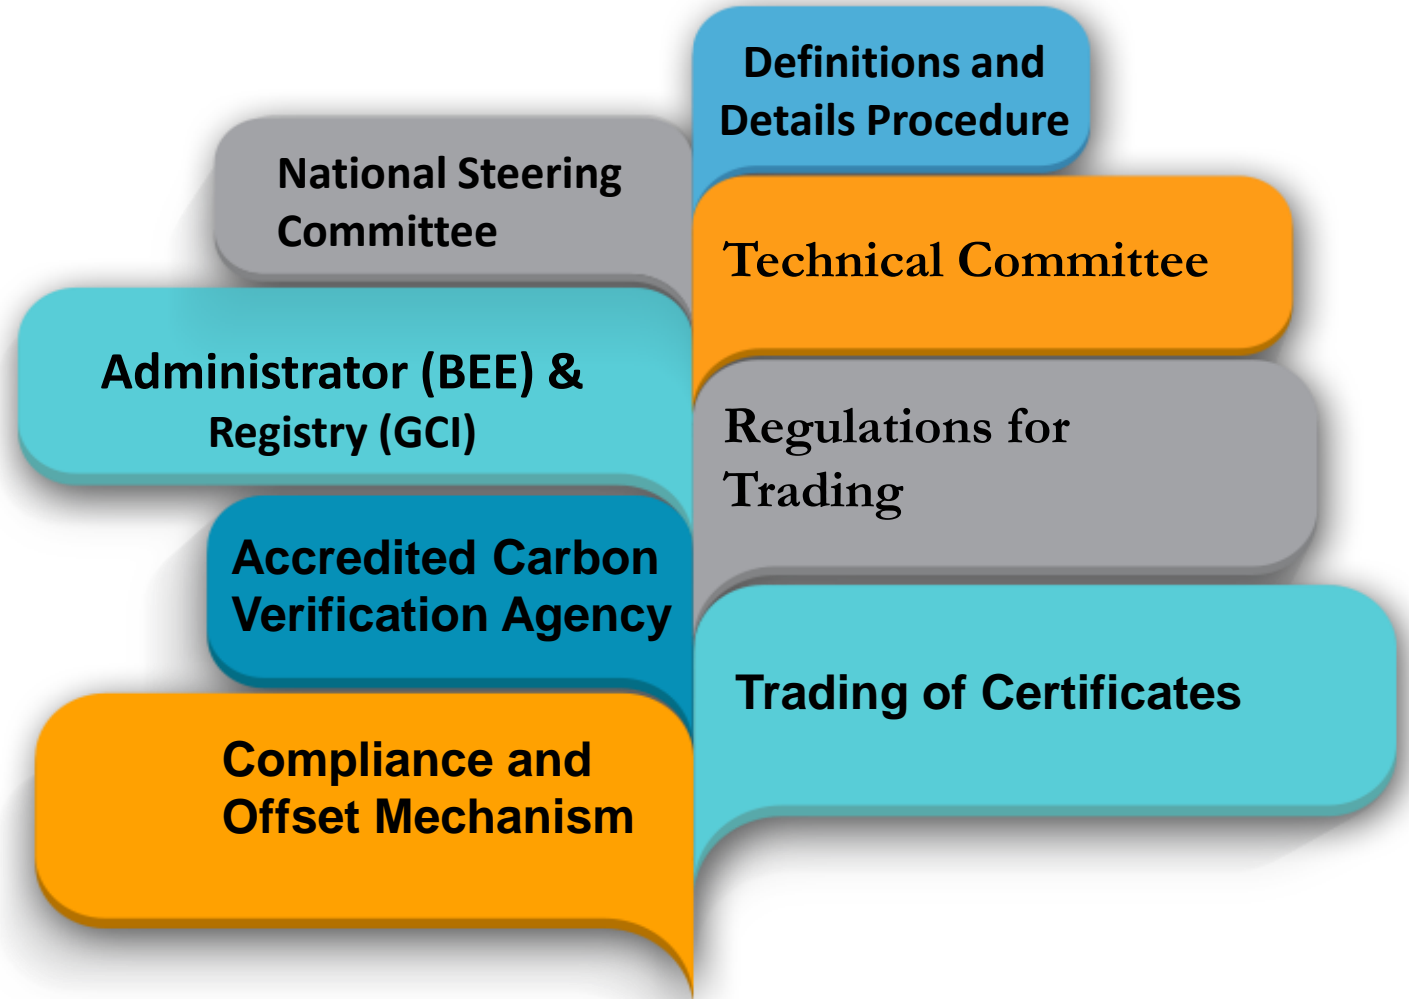 Definitions and
Details Procedure
National Steering
Committee
Technical Committee
Administrator (BEE) &
Registry (GCI)
Regulations for
Trading
Accredited Carbon
Verification Agency
Trading of Certificates
Compliance and
Offset Mechanism